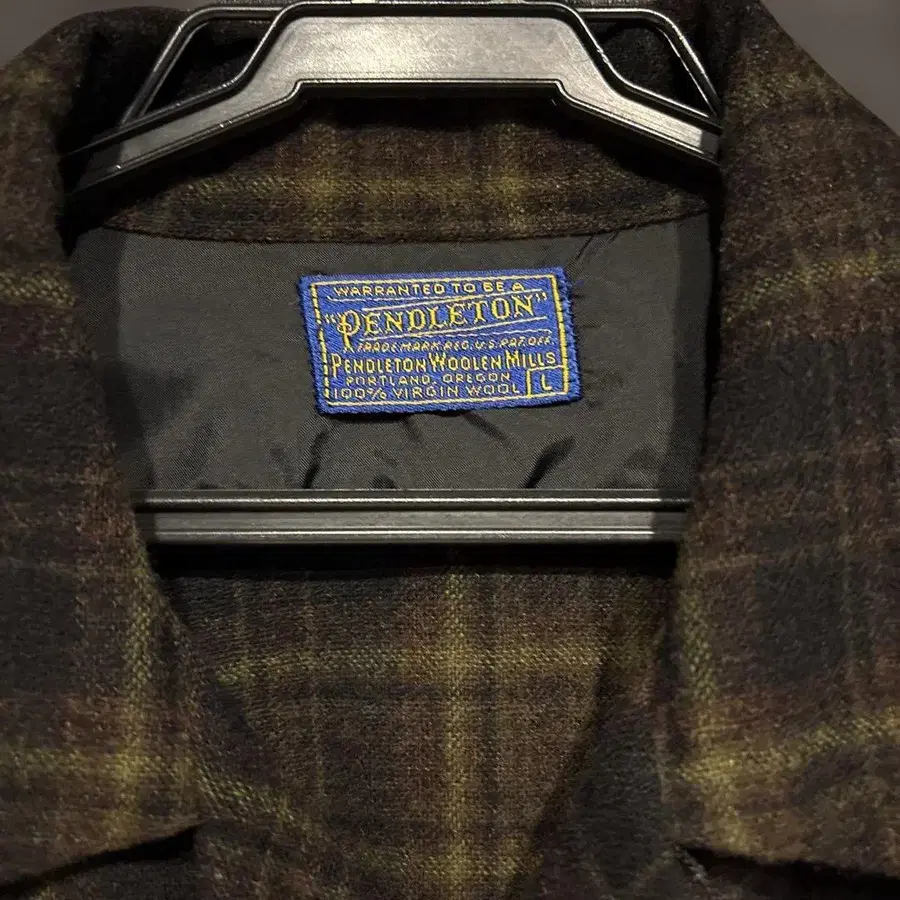 WARRANTED TO BE A
"PENDLETON"
TRADE MARK REG. U.S. PAT. OFF.
PENDLETON WOOLEN MILLS
PORTLAND, OREGON
100% VIRGIN WOOL L